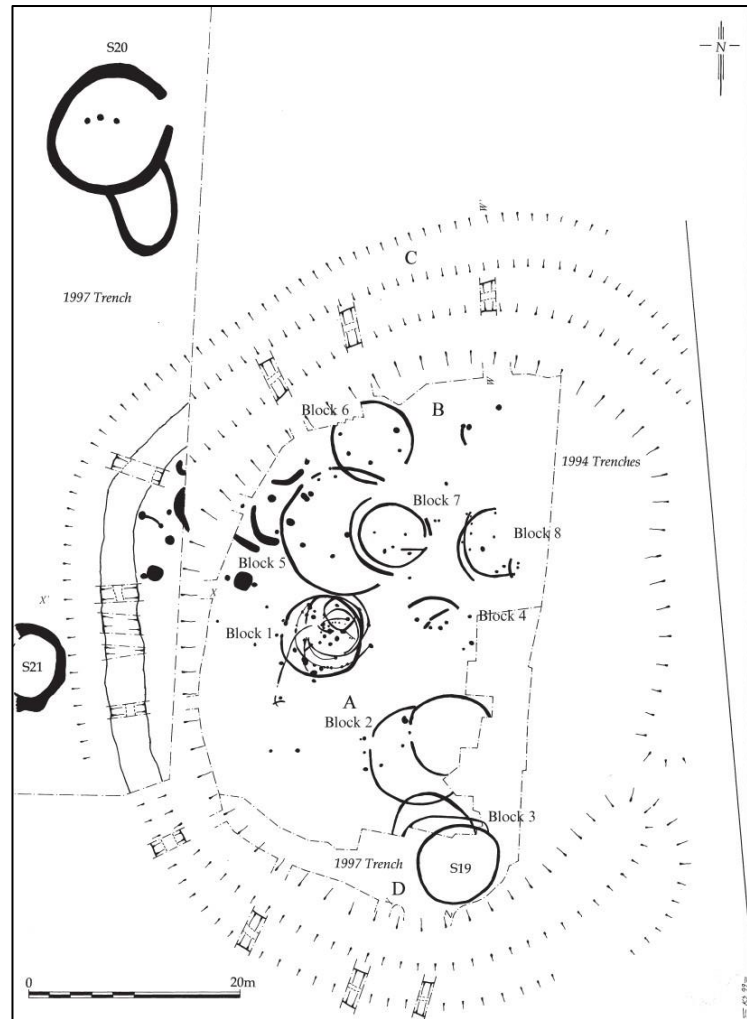 S20
N
W'
C
1997 Trench
Block 6
B
W
1994 Trenches
Block 7
Block 8
Block 5
X'
X
Block 4
Block 1
S21
A
Block 2
Block 3
1997 Trench
S19
D
0
20m